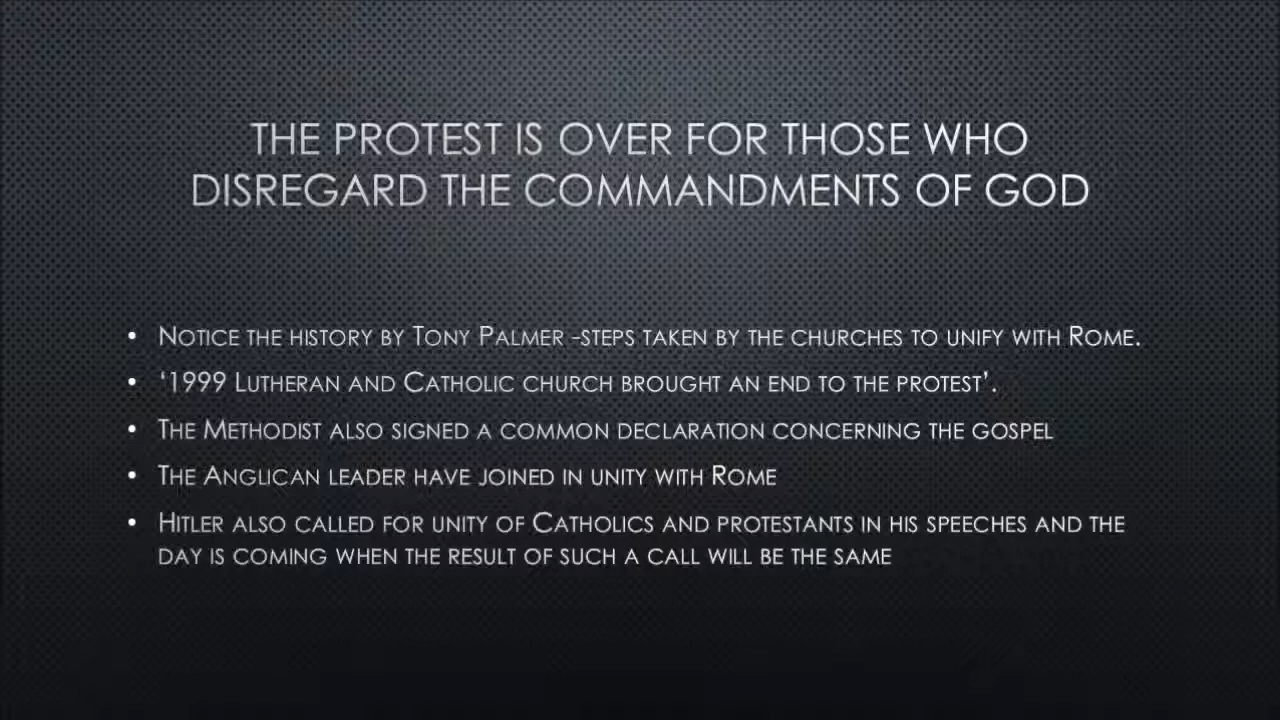 THE PROTEST IS OVER FOR THOSE WHO
DISREGARD THE COMMANDMENTS OF GOD
• NOTICE THE HISTORY BY TONY PALMER -STEPS TAKEN BY THE CHURCHES TO UNIFY WITH ROME.
• ‘1999 LUTHERAN AND CATHOLIC CHURCH BROUGHT AN END TO THE PROTEST’.
• THE METHODIST ALSO SIGNED A COMMON DECLARATION CONCERNING THE GOSPEL
• THE ANGLICAN LEADER HAVE JOINED IN UNITY WITH ROME
• HITLER ALSO CALLED FOR UNITY OF CATHOLICS AND PROTESTANTS IN HIS SPEECHES AND THE
DAY IS COMING WHEN THE RESULT OF SUCH A CALL WILL BE THE SAME